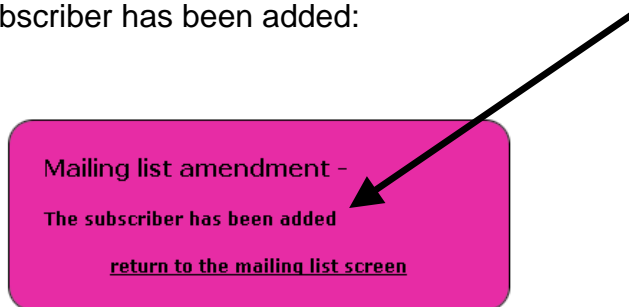 bscriber has been added:
Mailing list amendment -
The subscriber has been added
return to the mailing list screen